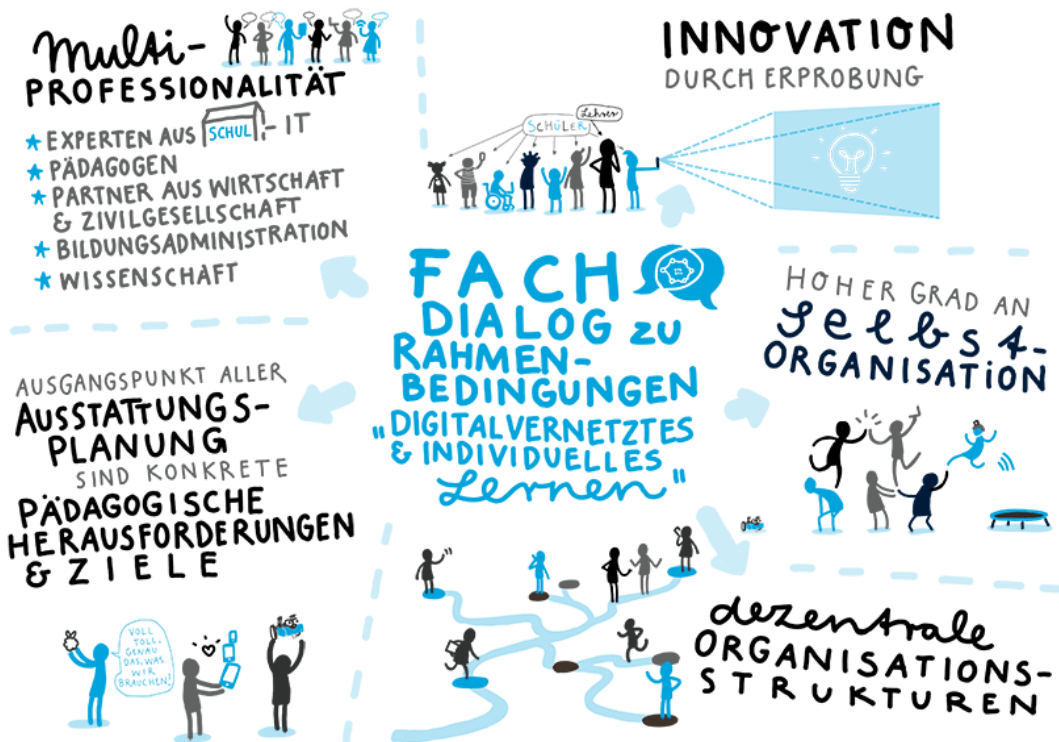 multi-
PROFESSIONALITÄT
EXPERTEN AUS SCHUL-IT
PÄDAGOGEN
PARTNER AUS WIRTSCHAFT
& ZIVILGESELLSCHAFT
BILDUNGSADMINISTRATION
WISSENSCHAFT
INNOVATION
DURCH ERPROBUNG
Lehrer
SCHÜLER
FACH
DIALOG ZU
RAHMEN-
BEDINGUNGEN
"DIGITALVERNETZTES
& INDIVIDUELLES
Lernen"
HOHER GRAD AN
Selbst-
ORGANISATION
AUSGANGSPUNKT ALLER
AUSSTATTUNGS-
PLANUNG
SIND KONKRETE
PÄDAGOGISCHE
HERAUSFORDERUNGEN
& ZIELE
VOLL
TOLL,
GENAU
DAS, WAS
WIR
BRAUCHEN!
dezentrale
ORGANISATIONS-
STRUKTUREN